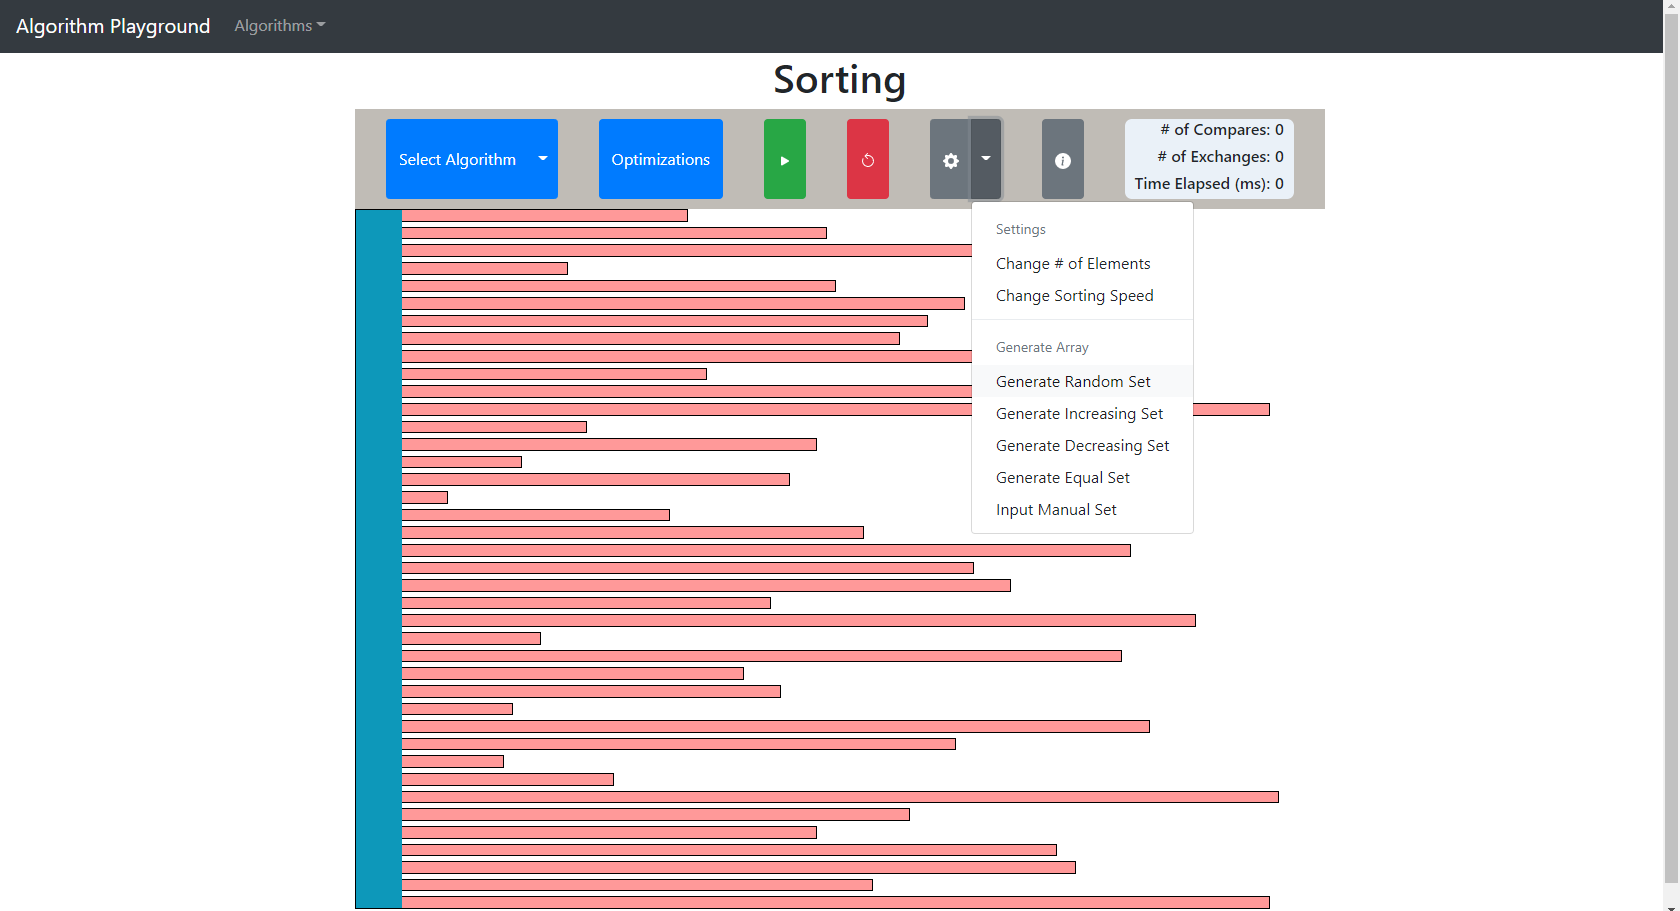 Algorithm Playground Algorithms
Sorting
Select Algorithm
Optimizations
# of Compares: 0
# of Exchanges: 0
Time Elapsed (ms): 0
Settings
Change # of Elements
Change Sorting Speed
Generate Array
Generate Random Set
Generate Increasing Set
Generate Decreasing Set
Generate Equal Set
Input Manual Set